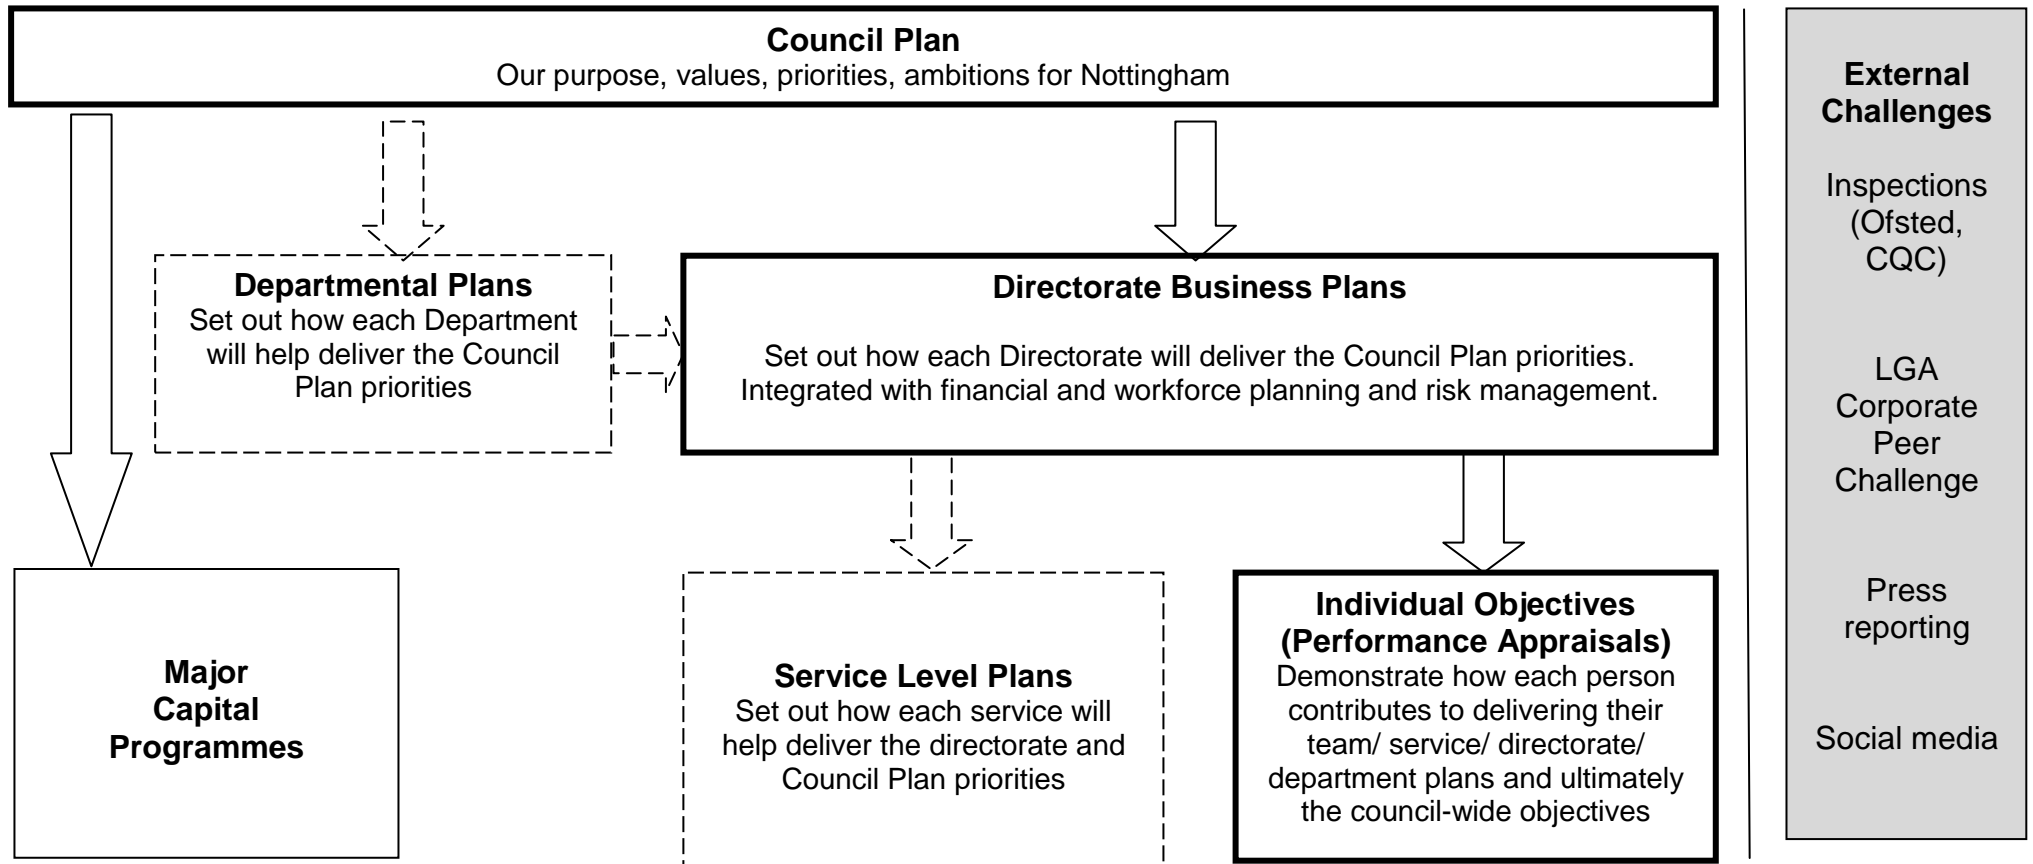 Council Plan
Our purpose, values, priorities, ambitions for Nottingham
Departmental Plans
Set out how each Department
will help deliver the Council
Plan priorities
Directorate Business Plans
Set out how each Directorate will deliver the Council Plan priorities.
Integrated with financial and workforce planning and risk management.
Major
Capital
Programmes
Service Level Plans
Set out how each service will
help deliver the directorate and
Council Plan priorities
Individual Objectives
(Performance Appraisals)
Demonstrate how each person
contributes to delivering their
team/ service/ directorate/
department plans and ultimately
the council-wide objectives
External
Challenges
Inspections
(Ofsted,
CQC)
LGA
Corporate
Peer
Challenge
Press
reporting
Social media